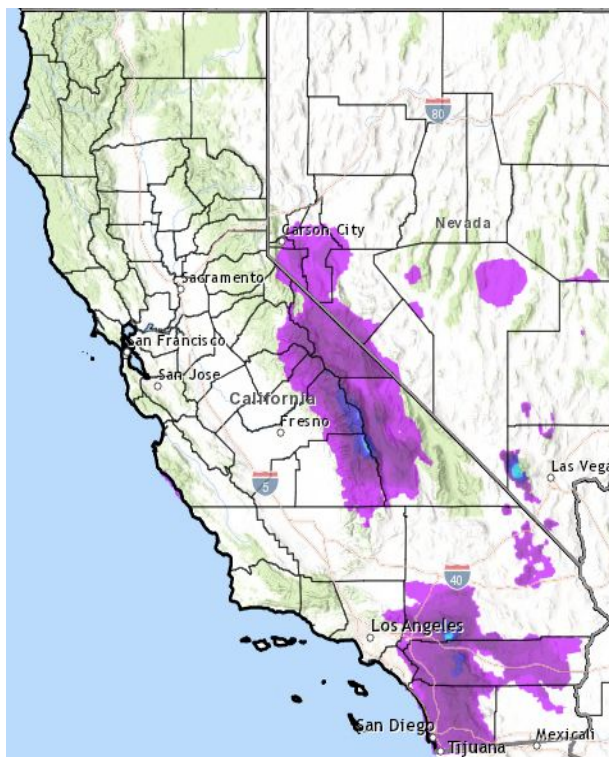 80
Nevada
Carson City
Sacramento
San Francisco
San Jose
California
Fresno
5
Las Vega
40
Los Angeles
San Diego
Mexicali
Tijuana